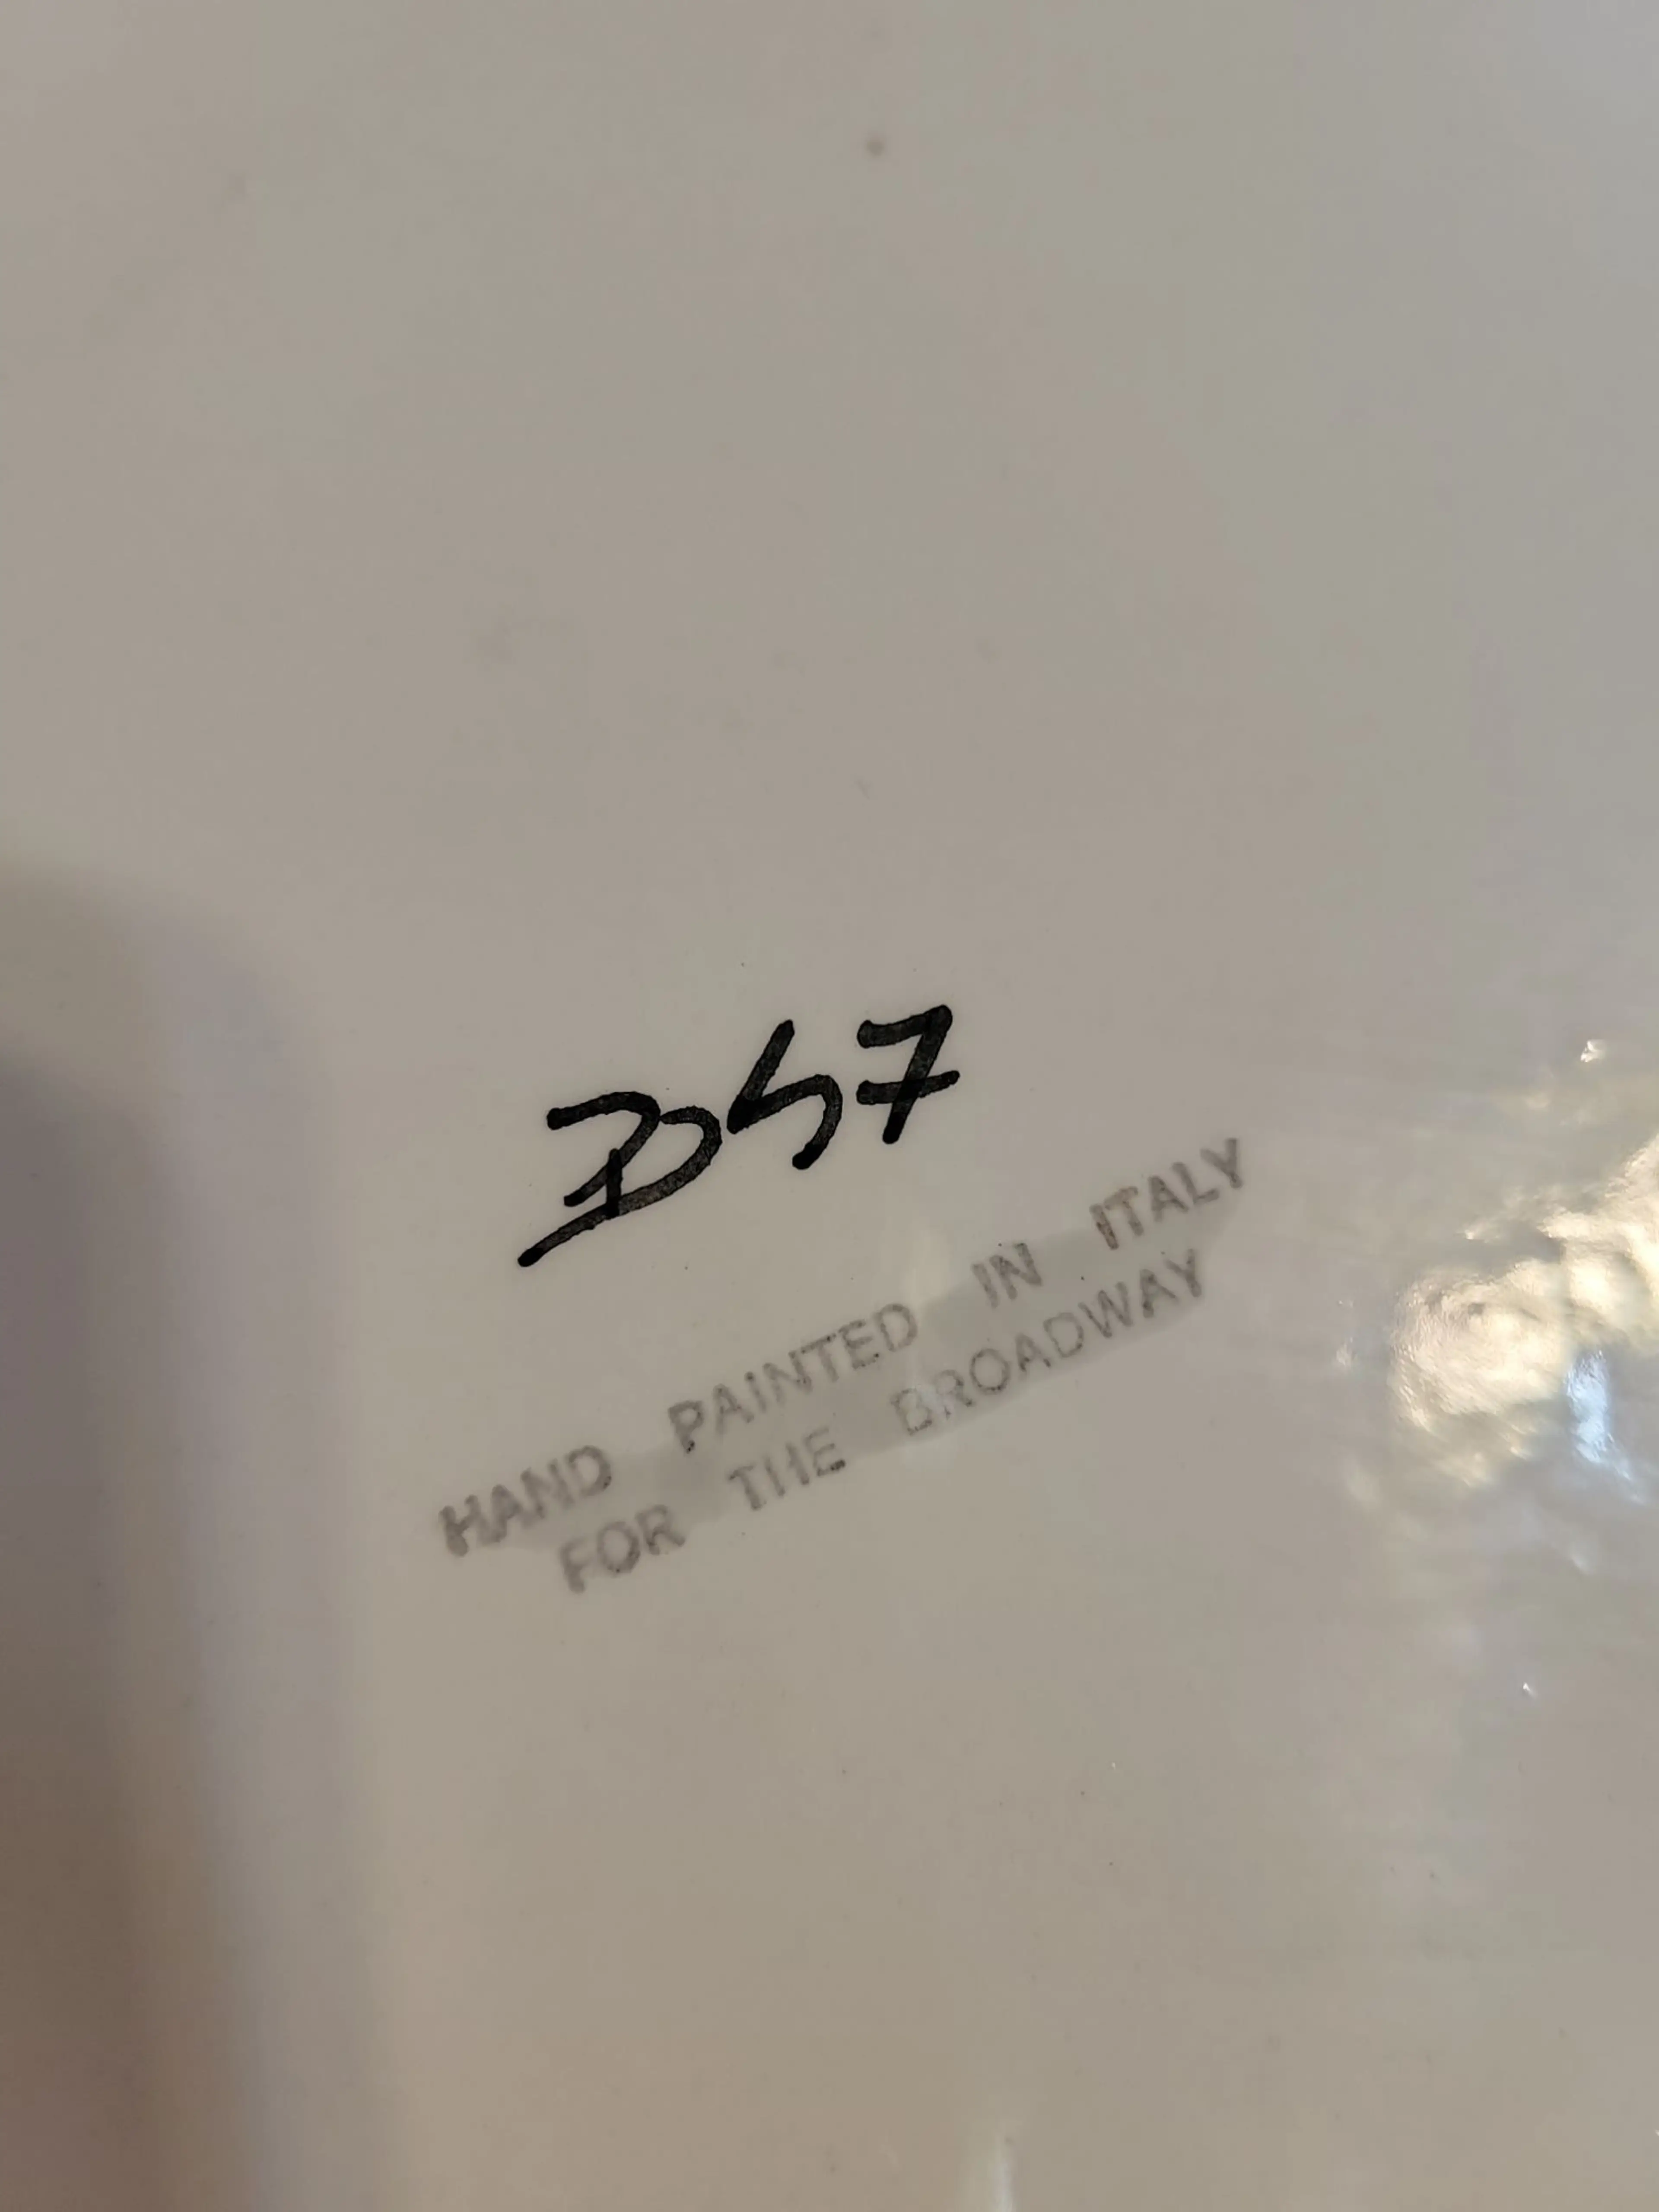 HAND PAINTED IN ITALY
FOR THE BROADWAY